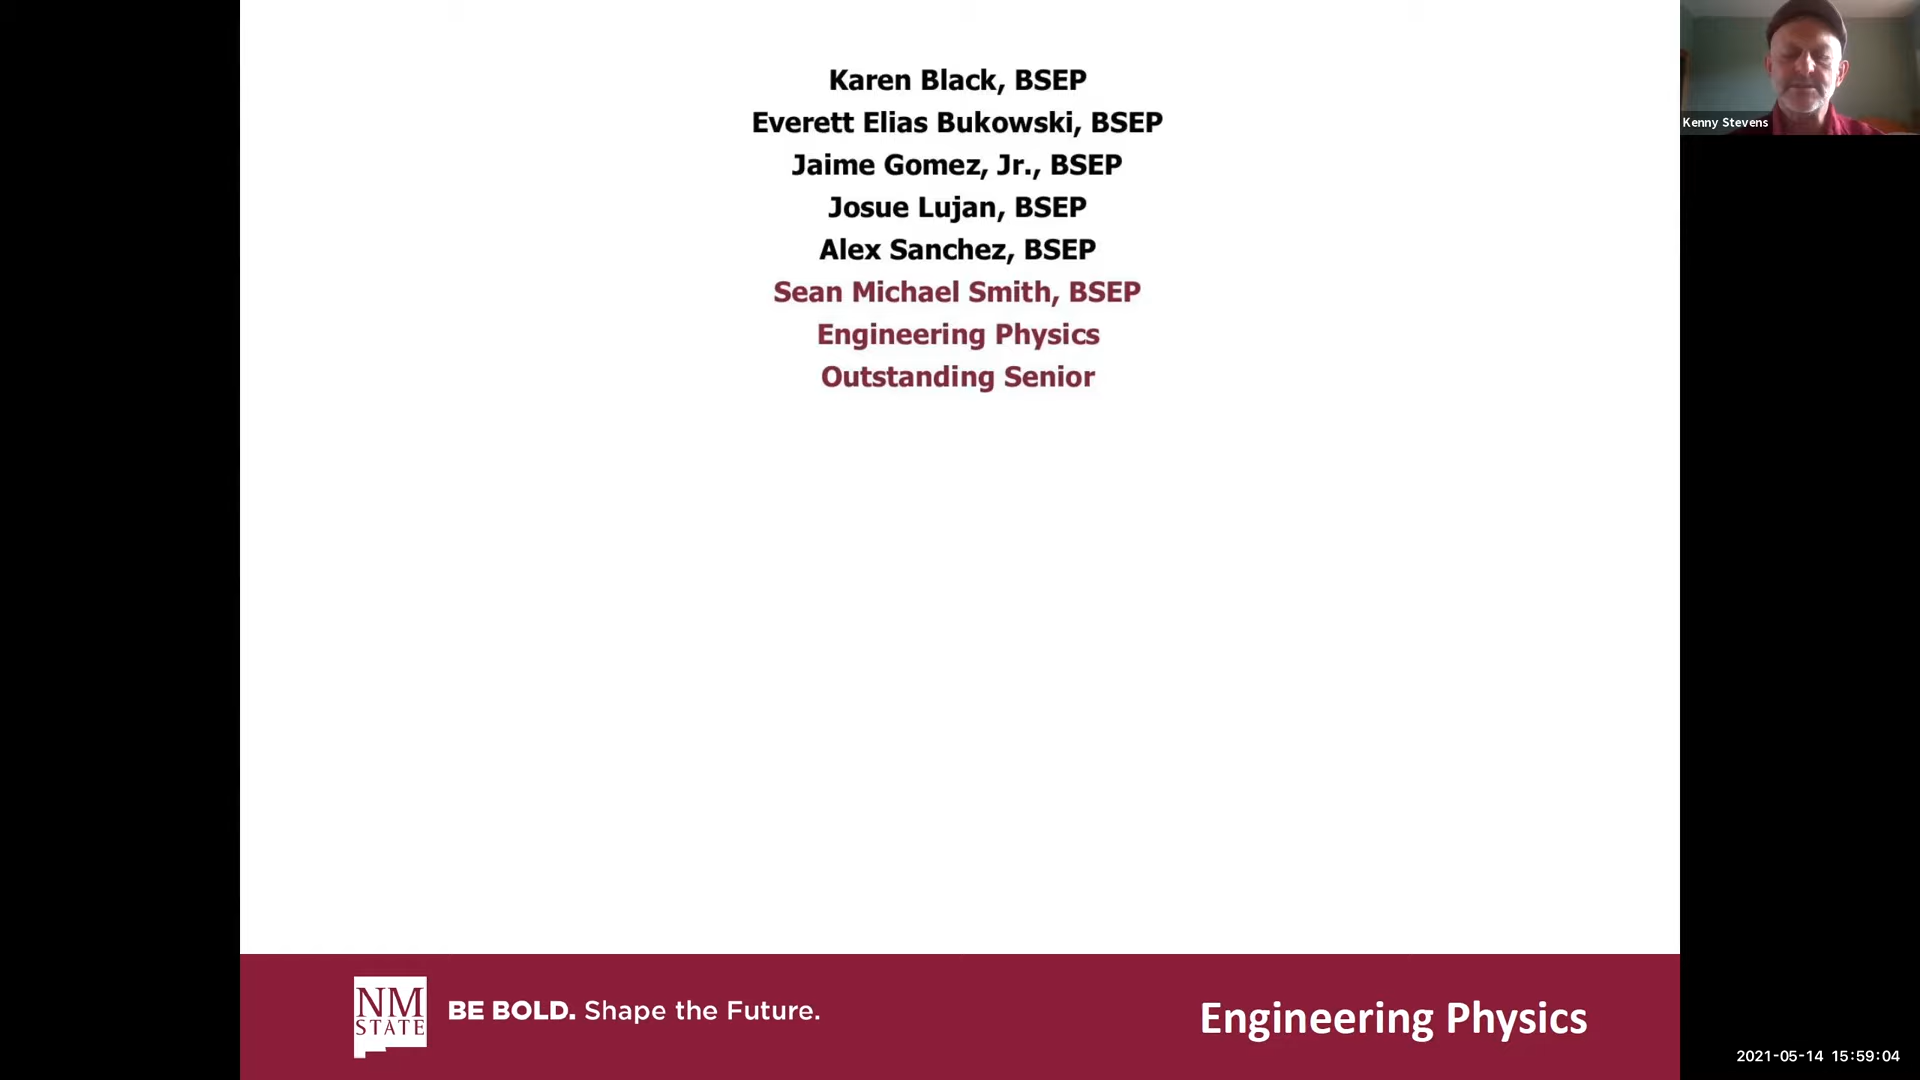 Karen Black, BSEP
Everett Elias Bukowski, BSEP
Jaime Gomez, Jr., BSEP
Josue Lujan, BSEP
Alex Sanchez, BSEP
Sean Michael Smith, BSEP
Engineering Physics
Outstanding Senior
Kenny Stevens
NM
STATE
BE BOLD. Shape the Future.
Engineering Physics
2021-05-14 15:59:04